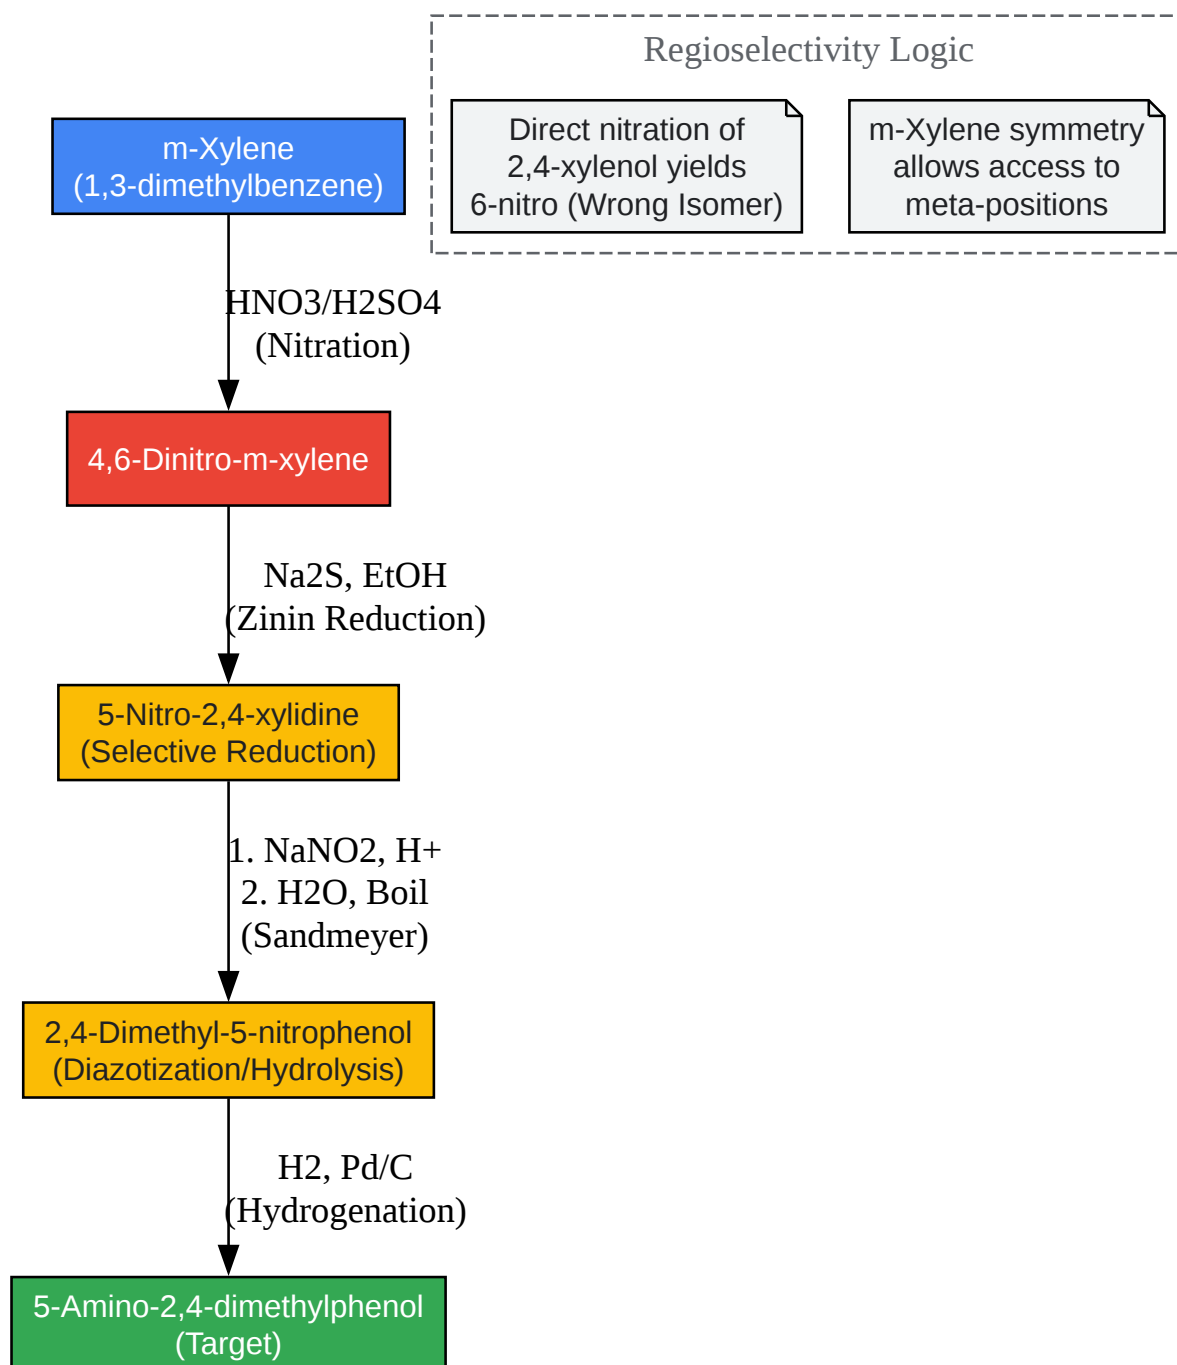 Regioselectivity Logic
Direct nitration of
2,4-xylenol yields
6-nitro (Wrong Isomer)
m-Xylene symmetry
allows access to
meta-positions
m-Xylene
(1,3-dimethylbenzene)
HNO3/H2SO4
(Nitration)
4,6-Dinitro-m-xylene
Na2S, EtOH
(Zinin Reduction)
5-Nitro-2,4-xylidine
(Selective Reduction)
1. NaNO2, H+
2. H2O, Boil
(Sandmeyer)
2,4-Dimethyl-5-nitrophenol
(Diazotization/Hydrolysis)
H2, Pd/C
(Hydrogenation)
5-Amino-2,4-dimethylphenol
(Target)